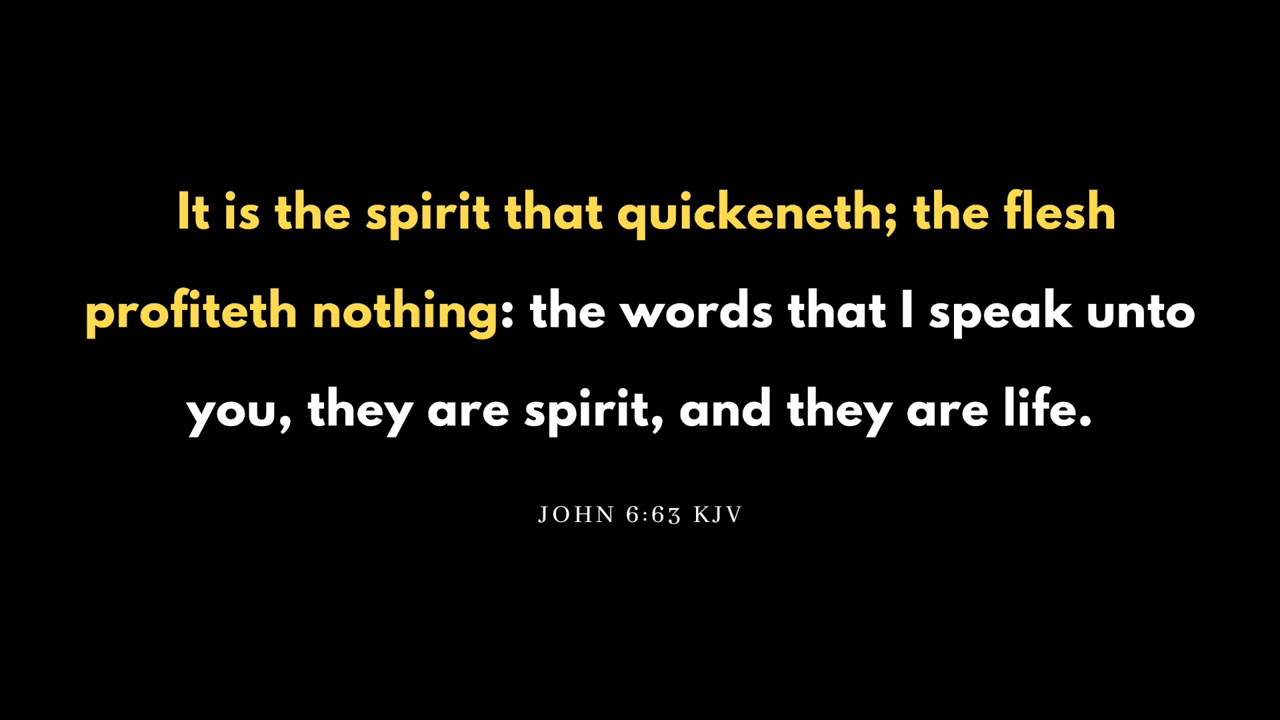 It is the spirit that quickeneth; the flesh
profiteth nothing: the words that I speak unto
you, they are spirit, and they are life.
JOHN 6:63 KJV